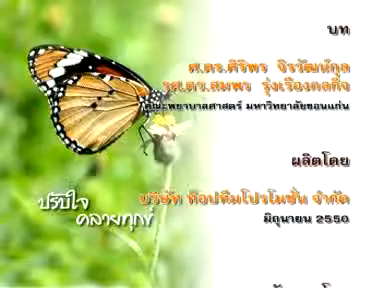 บท
ศ.ดร.ศิริพร จิรวัฒน์กุล
รศ.ดร.สมพร รุ่งเรืองกลกิจ
คณะพยาบาลศาสตร์ มหาวิทยาลัยขอนแก่น
ผลิตโดย
บริษัท ท๊อปทีมโปรโมชั่น จำกัด
มิถุนายน 2550
ปรับใจ
คลายทุกข์